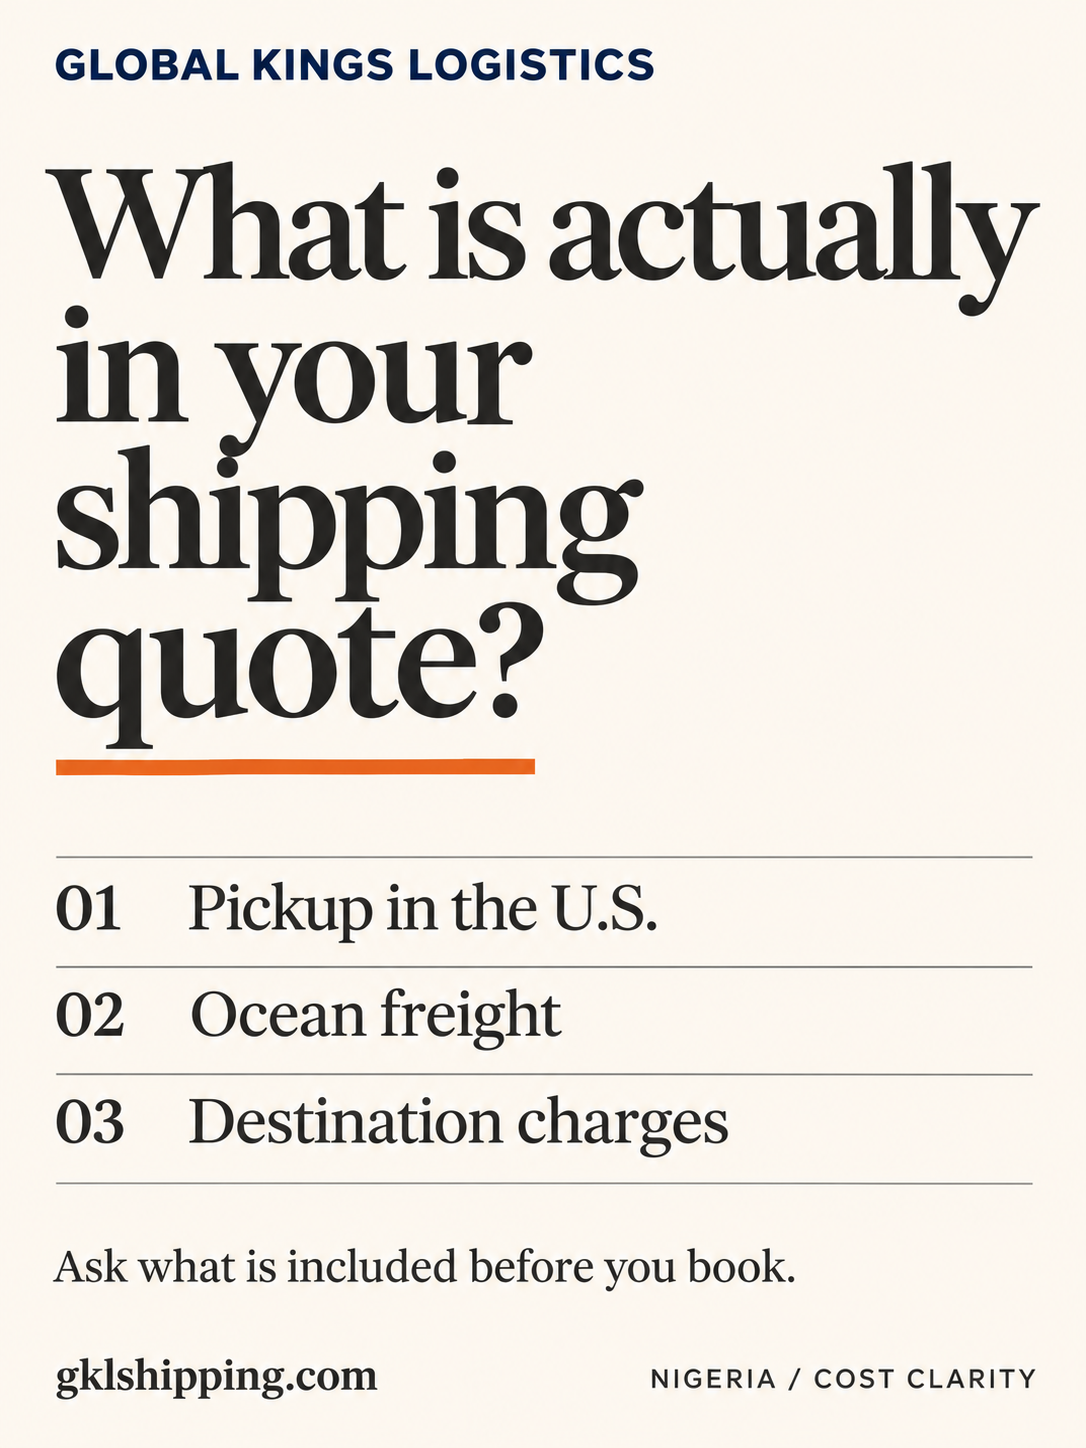 GLOBAL KINGS LOGISTICS
What is actually
in your
shipping
quote?
01 Pickup in the U.S.
02 Ocean freight
03 Destination charges
Ask what is included before you book.
gklshipping.com
NIGERIA / COST CLARITY